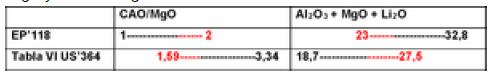 CAO/MgO Al₂O₃ + MgO + Li₂O
EP'118 1------------------- 2 23--------------------32,8
Tabla VI US'364 1,59------------------------3,34 18,7-----------------------27,5